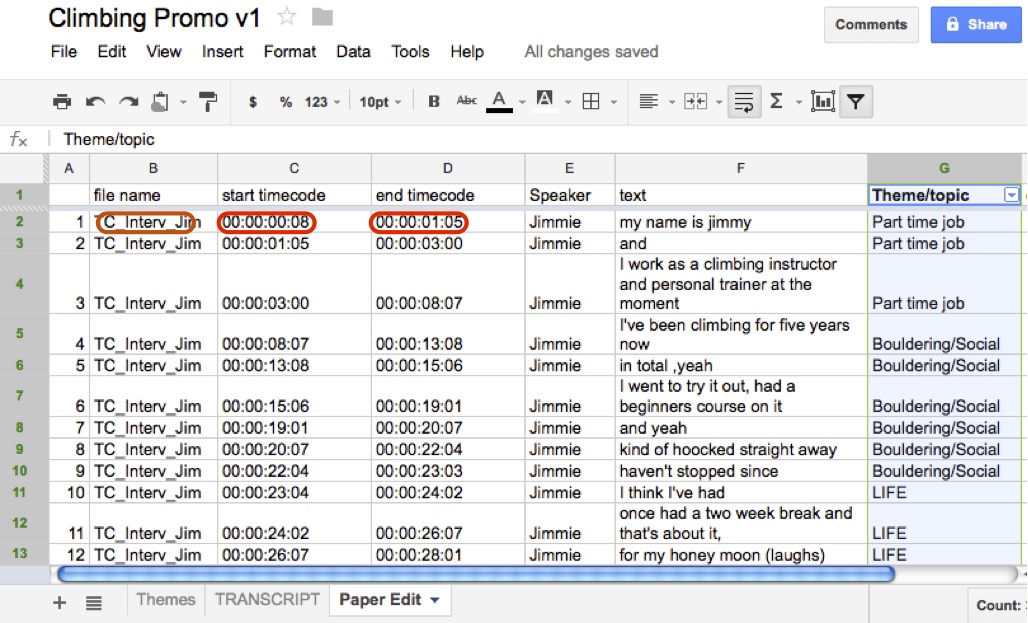 Climbing Promo v1
Comments
Share
File Edit View Insert Format Data Tools Help All changes saved
$ % 123 10pt B Abc A A Σ
fx Theme/topic
A B C D E F G
1 file name start timecode end timecode Speaker text Theme/topic
2 1 TC_Interv_Jim 00:00:00:08 00:00:01:05 Jimmie my name is jimmy Part time job
3 2 TC_Interv_Jim 00:00:01:05 00:00:03:00 Jimmie and Part time job
I work as a climbing instructor
4 and personal trainer at the
3 TC_Interv_Jim 00:00:03:00 00:00:08:07 Jimmie moment Part time job
5 I've been climbing for five years
4 TC_Interv_Jim 00:00:08:07 00:00:13:08 Jimmie now Bouldering/Social
6 5 TC_Interv_Jim 00:00:13:08 00:00:15:06 Jimmie in total ,yeah Bouldering/Social
7 I went to try it out, had a
6 TC_Interv_Jim 00:00:15:06 00:00:19:01 Jimmie beginners course on it Bouldering/Social
8 7 TC_Interv_Jim 00:00:19:01 00:00:20:07 Jimmie and yeah Bouldering/Social
9 8 TC_Interv_Jim 00:00:20:07 00:00:22:04 Jimmie kind of hoocked straight away Bouldering/Social
10 9 TC_Interv_Jim 00:00:22:04 00:00:23:03 Jimmie haven't stopped since Bouldering/Social
11 10 TC_Interv_Jim 00:00:23:04 00:00:24:02 Jimmie I think I've had LIFE
12 once had a two week break and
11 TC_Interv_Jim 00:00:24:02 00:00:26:07 Jimmie that's about it, LIFE
13 12 TC_Interv_Jim 00:00:26:07 00:00:28:01 Jimmie for my honey moon (laughs) LIFE
+ Themes TRANSCRIPT Paper Edit Count: